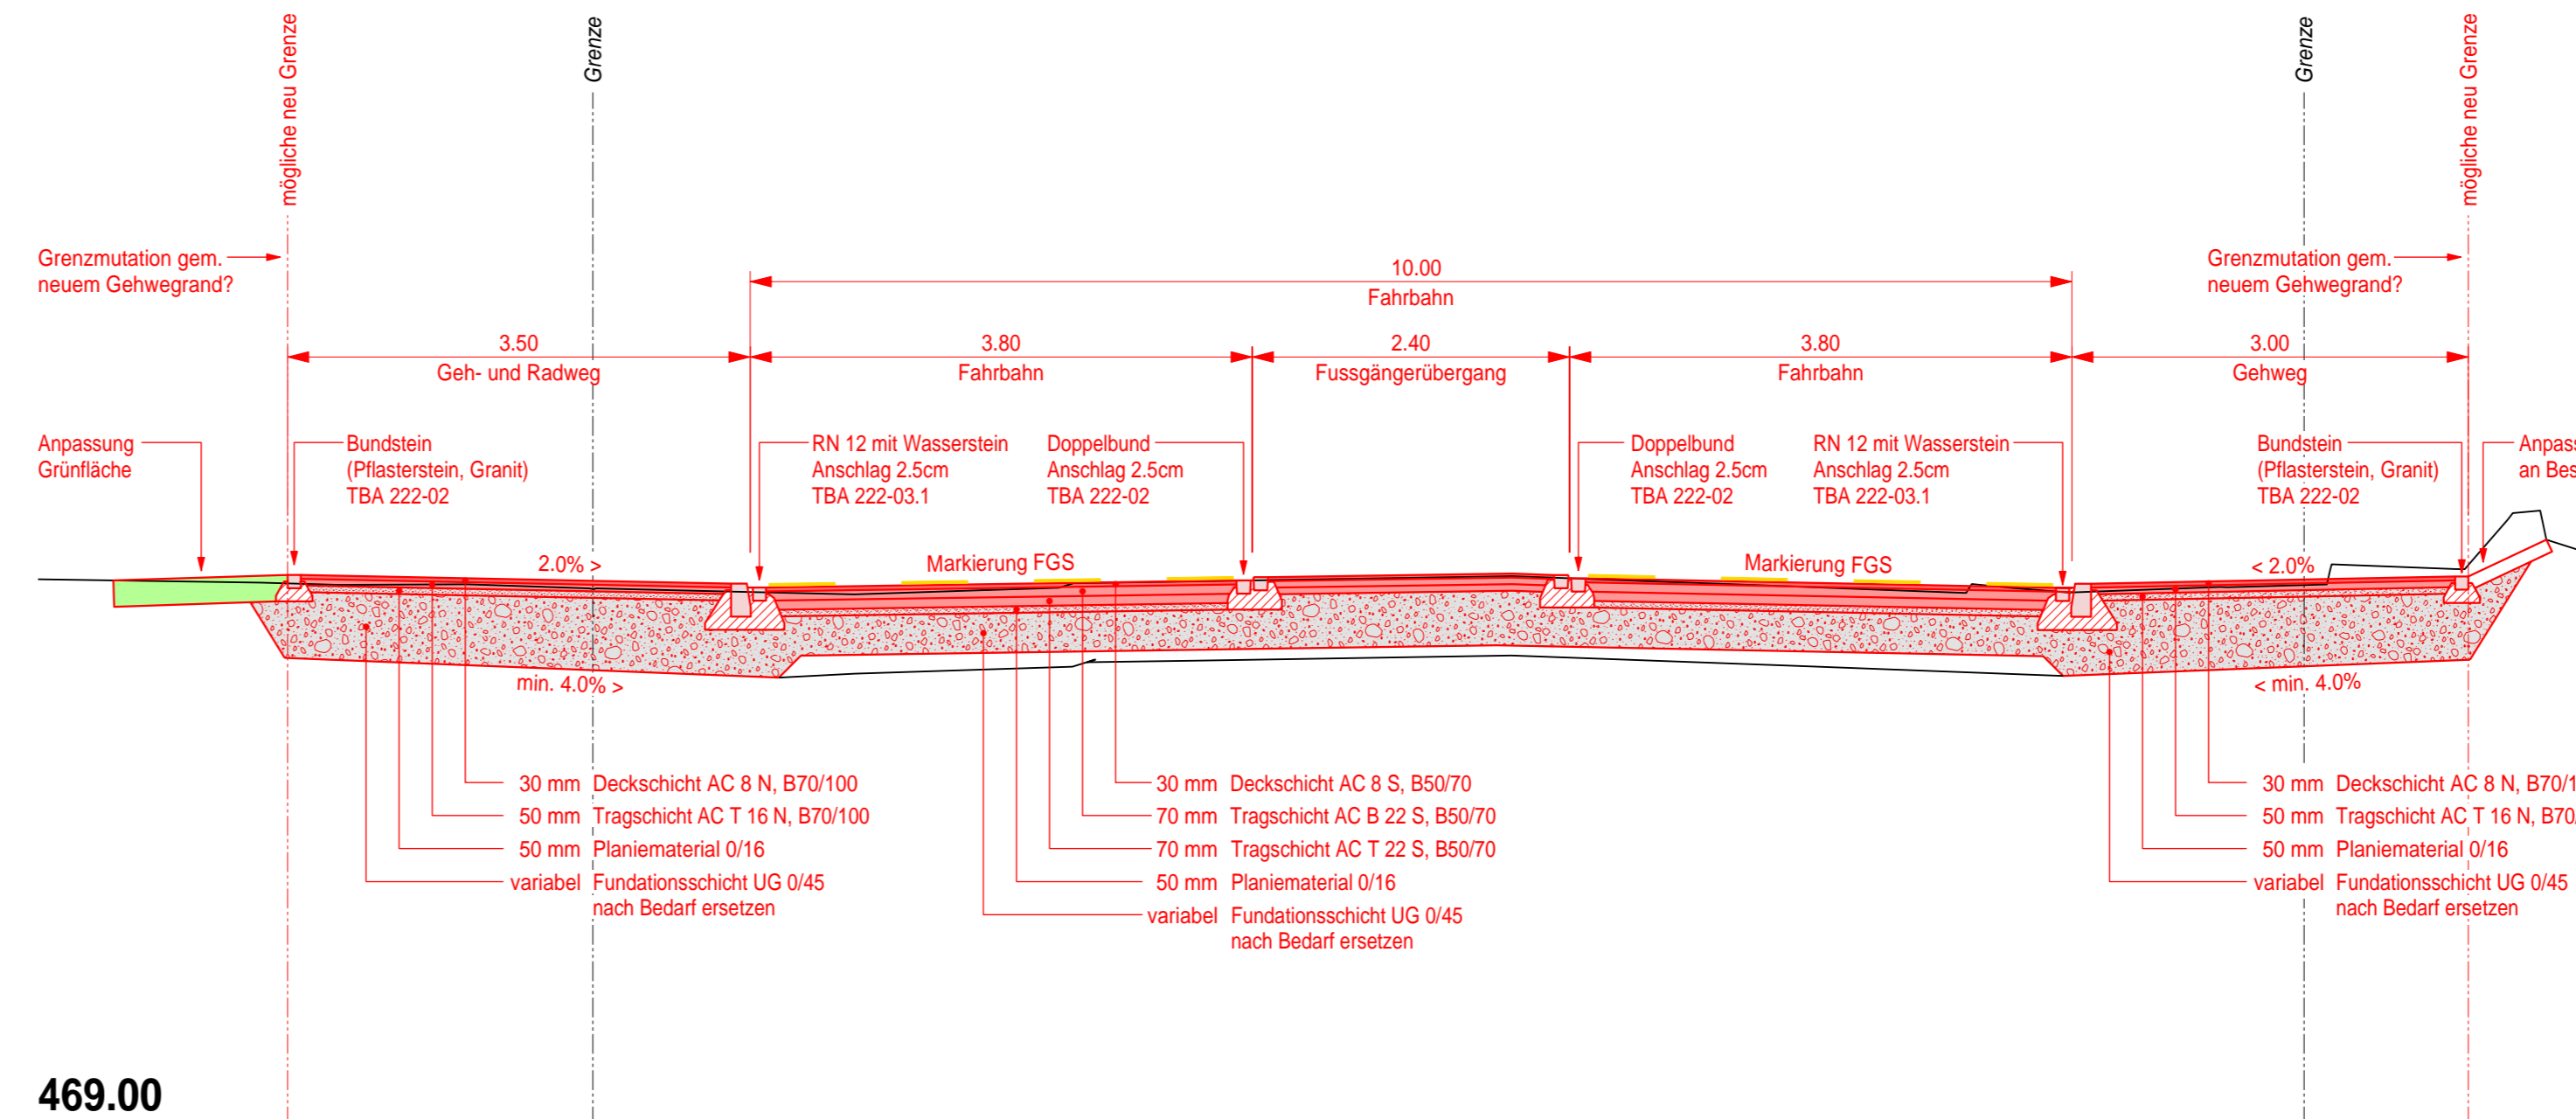 mögliche neu Grenze
Grenze
Grenze
mögliche neu Grenze
Grenzmutation gem.
neuem Gehwegrand?
Grenzmutation gem.
neuem Gehwegrand?
10.00
Fahrbahn
3.50
Geh- und Radweg
3.80
Fahrbahn
2.40
Fussgängerübergang
3.80
Fahrbahn
3.00
Gehweg
Anpassung
Grünfläche
Bundstein
(Pflasterstein, Granit)
TBA 222-02
RN 12 mit Wasserstein
Anschlag 2.5cm
TBA 222-03.1
Doppelbund
Anschlag 2.5cm
TBA 222-02
Doppelbund
Anschlag 2.5cm
TBA 222-02
RN 12 mit Wasserstein
Anschlag 2.5cm
TBA 222-03.1
Bundstein
(Pflasterstein, Granit)
TBA 222-02
Anpass
an Bes
2.0% >
Markierung FGS
Markierung FGS
< 2.0%
min. 4.0% >
< min. 4.0%
30 mm Deckschicht AC 8 N, B70/100
50 mm Tragschicht AC T 16 N, B70/100
50 mm Planiematerial 0/16
variabel Fundationsschicht UG 0/45
nach Bedarf ersetzen
30 mm Deckschicht AC 8 S, B50/70
70 mm Tragschicht AC B 22 S, B50/70
70 mm Tragschicht AC T 22 S, B50/70
50 mm Planiematerial 0/16
variabel Fundationsschicht UG 0/45
nach Bedarf ersetzen
30 mm Deckschicht AC 8 N, B70/1
50 mm Tragschicht AC T 16 N, B70/
50 mm Planiematerial 0/16
variabel Fundationsschicht UG 0/45
nach Bedarf ersetzen
469.00